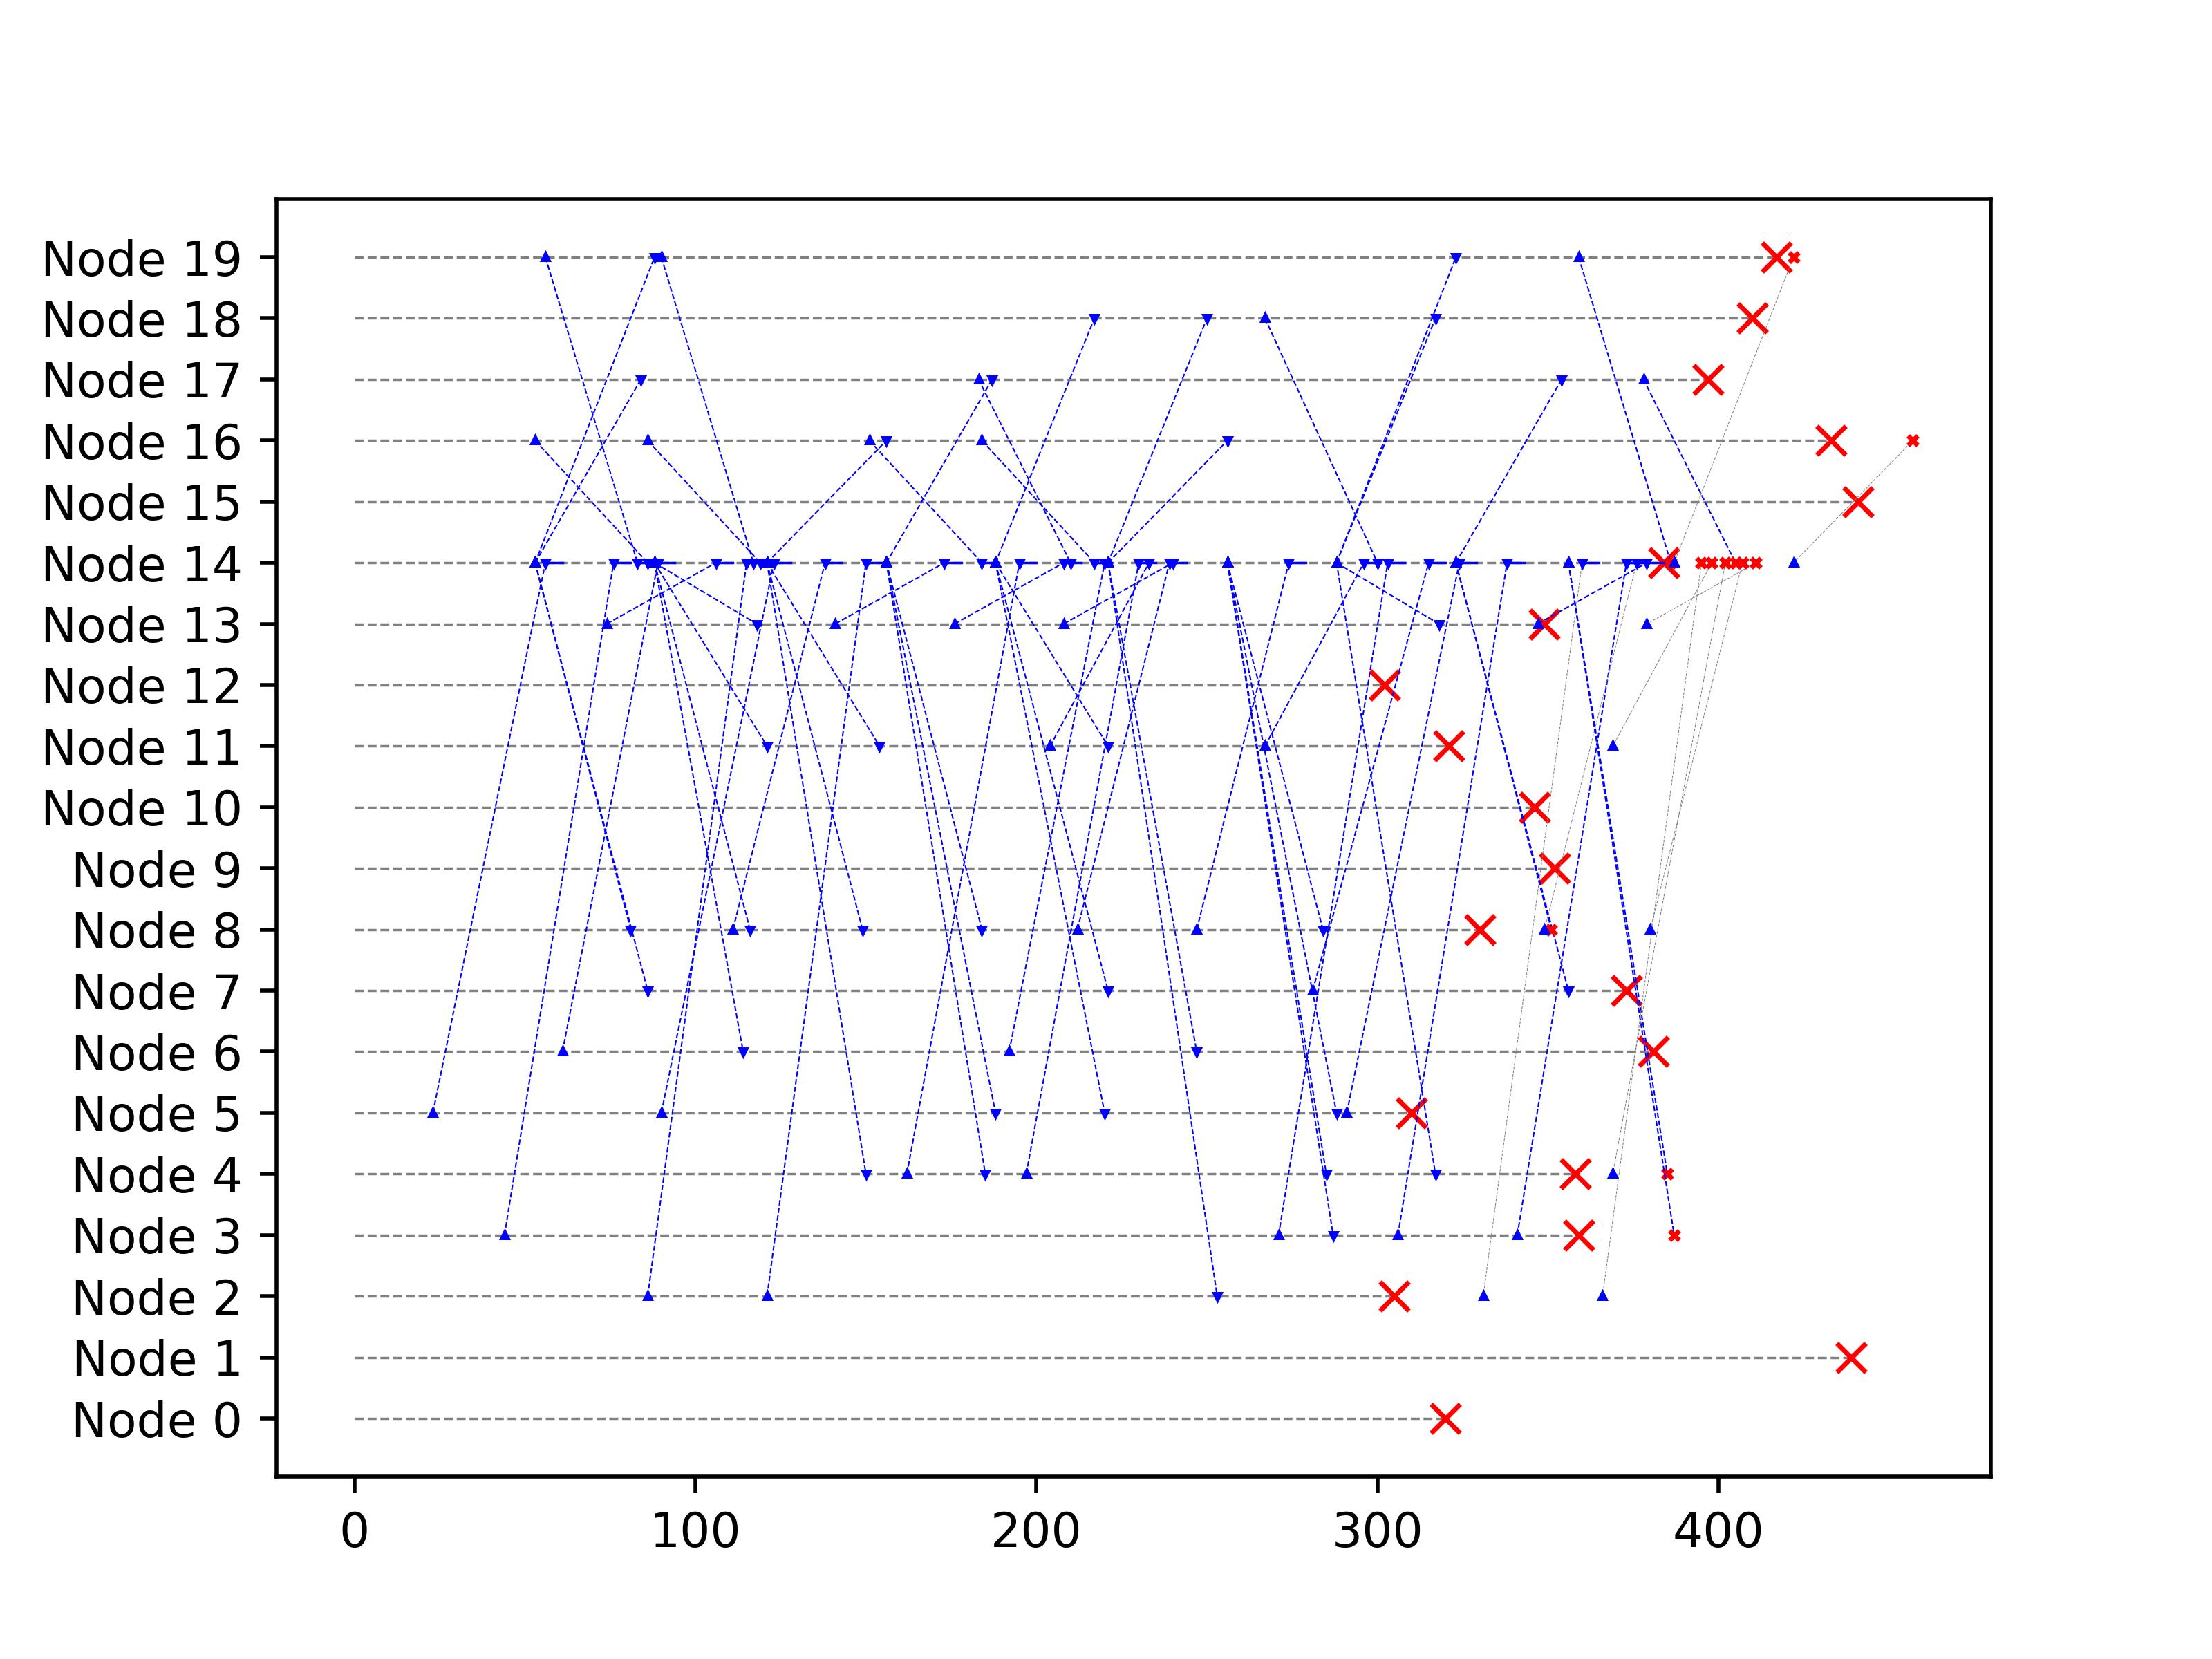 Node 19
Node 18
Node 17
Node 16
Node 15
Node 14
Node 13
Node 12
Node 11
Node 10
Node 9
Node 8
Node 7
Node 6
Node 5
Node 4
Node 3
Node 2
Node 1
Node 0
0 100 200 300 400